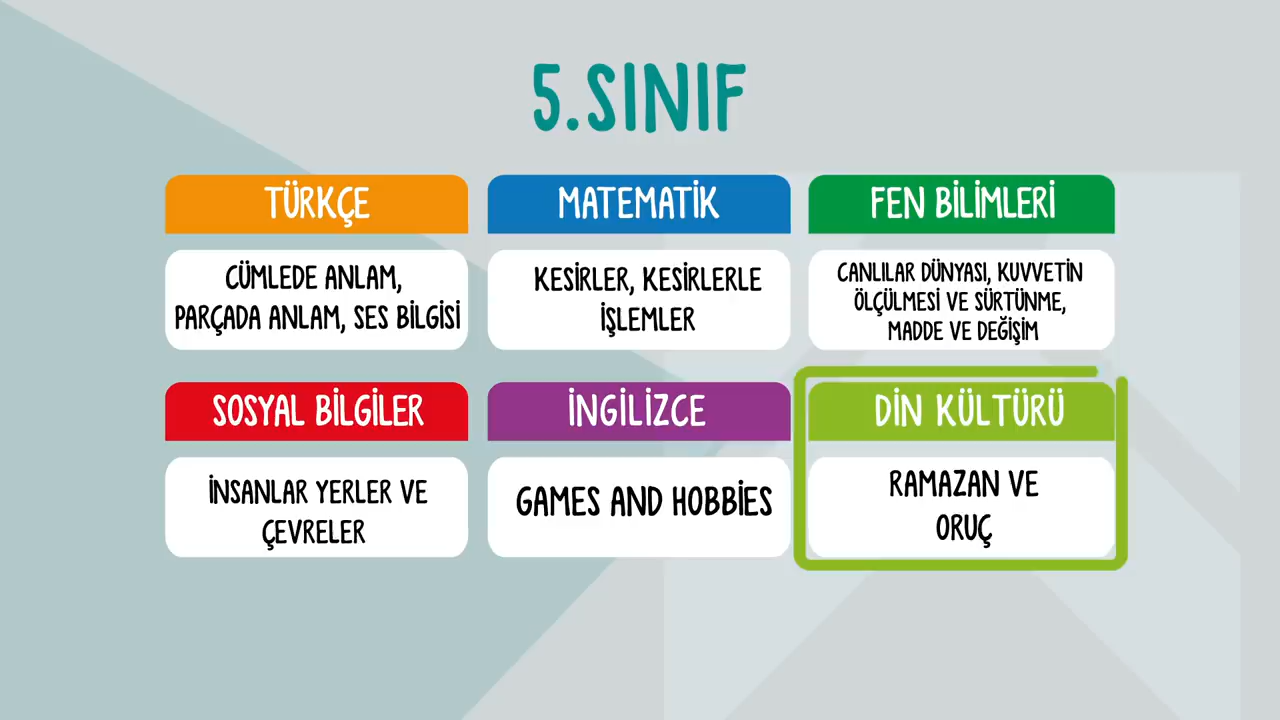 5.SINIF
TÜRKÇE
CÜMLEDE ANLAM,
PARÇADA ANLAM, SES BİLGİSİ
MATEMATİK
KESİRLER, KESİRLERLE
İŞLEMLER
FEN BİLİMLERİ
CANLILAR DÜNYASI, KUVVETİN
ÖLÇÜLMESİ VE SÜRTÜNME,
MADDE VE DEĞİŞİM
SOSYAL BİLGİLER
İNSANLAR YERLER VE
ÇEVRELER
İNGİLİZCE
GAMES AND HOBBİES
DİN KÜLTÜRÜ
RAMAZAN VE
ORUÇ